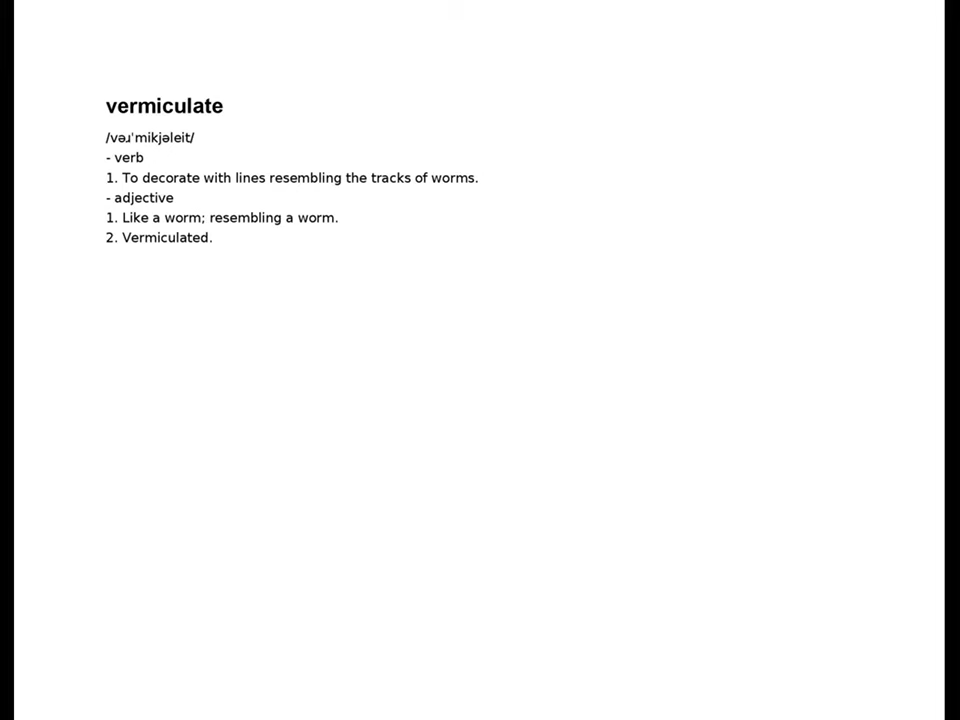 vermiculate
/vəɹˈmikjəleit/
- verb
1. To decorate with lines resembling the tracks of worms.
- adjective
1. Like a worm; resembling a worm.
2. Vermiculated.